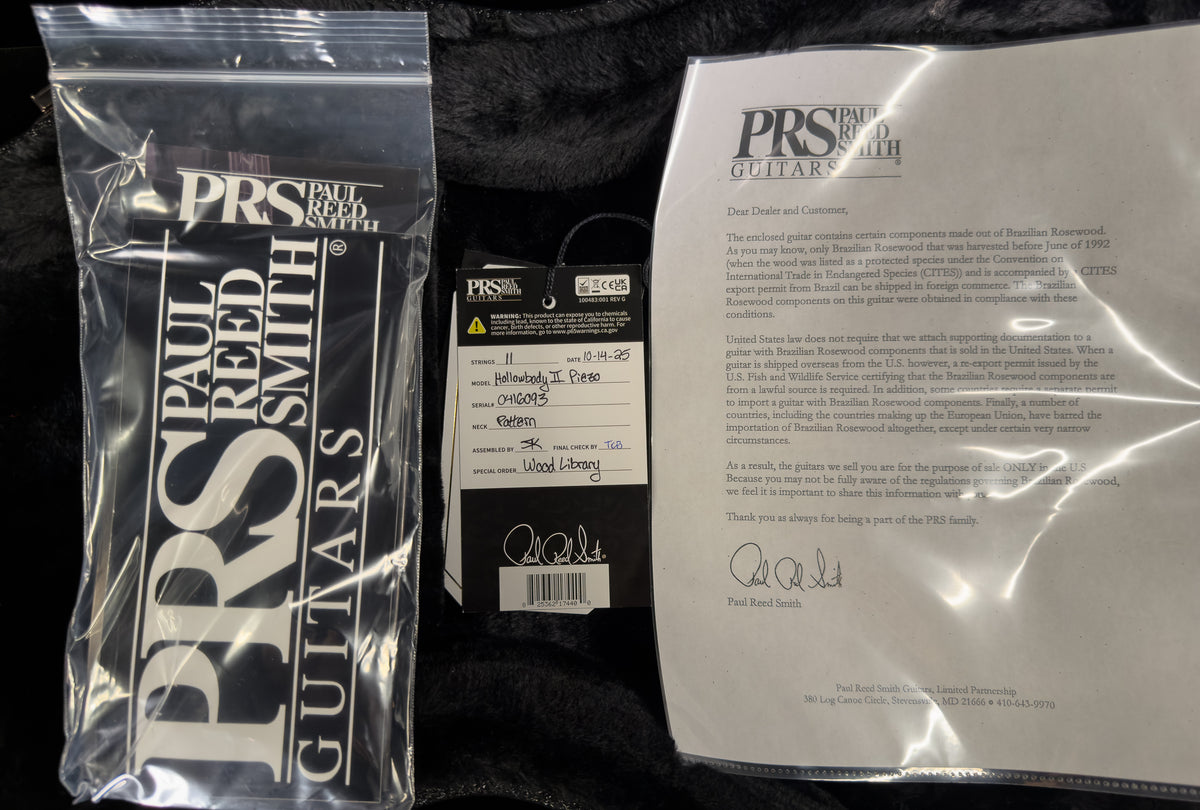 PRS PAUL
REED
SMITH
PRS PAUL
REED
SMITH®
GUITARS
PRS PAUL
REED
SMITH
GUITARS
UK
CA
100483:001 REV G
WARNING: This product can expose you to chemicals
including lead, known to the state of California to cause
cancer, birth defects, or other reproductive harm. For
more information, go to www.p65warnings.ca.gov
STRINGS 11 DATE 10-14-25
MODEL Hollowbody II Piezo
SERIAL# 0416093
NECK Pattern
ASSEMBLED BY SK FINAL CHECK BY TCB
SPECIAL ORDER Wood Library
Paul Reed Smith®
0 25362 17440 0
PRS PAUL
REED
SMITH®
GUITARS
Dear Dealer and Customer,
The enclosed guitar contains certain components made out of Brazilian Rosewood.
As you may know, only Brazilian Rosewood that was harvested before June of 1992
(when the wood was listed as a protected species under the Convention on
International Trade in Endangered Species (CITES)) and is accompanied by a CITES
export permit from Brazil can be shipped in foreign commerce. The Brazilian
Rosewood components on this guitar were obtained in compliance with these
conditions.
United States law does not require that we attach supporting documentation to a
guitar with Brazilian Rosewood components that is sold in the United States. When a
guitar is shipped overseas from the U.S. however, a re-export permit issued by the
U.S. Fish and Wildlife Service certifying that the Brazilian Rosewood components are
from a lawful source is required. In addition, some countries require a separate permit
to import a guitar with Brazilian Rosewood components. Finally, a number of
countries, including the countries making up the European Union, have barred the
importation of Brazilian Rosewood altogether, except under certain very narrow
circumstances.
As a result, the guitars we sell you are for the purpose of sale ONLY in the U.S
Because you may not be fully aware of the regulations governing Brazilian Rosewood,
we feel it is important to share this information with
Thank you as always for being a part of the PRS family.
Paul Reed Smith
Paul Reed Smith
Paul Reed Smith Guitars, Limited Partnership
380 Log Canoe Circle, Stevensville, MD 21666 • 410-643-9970